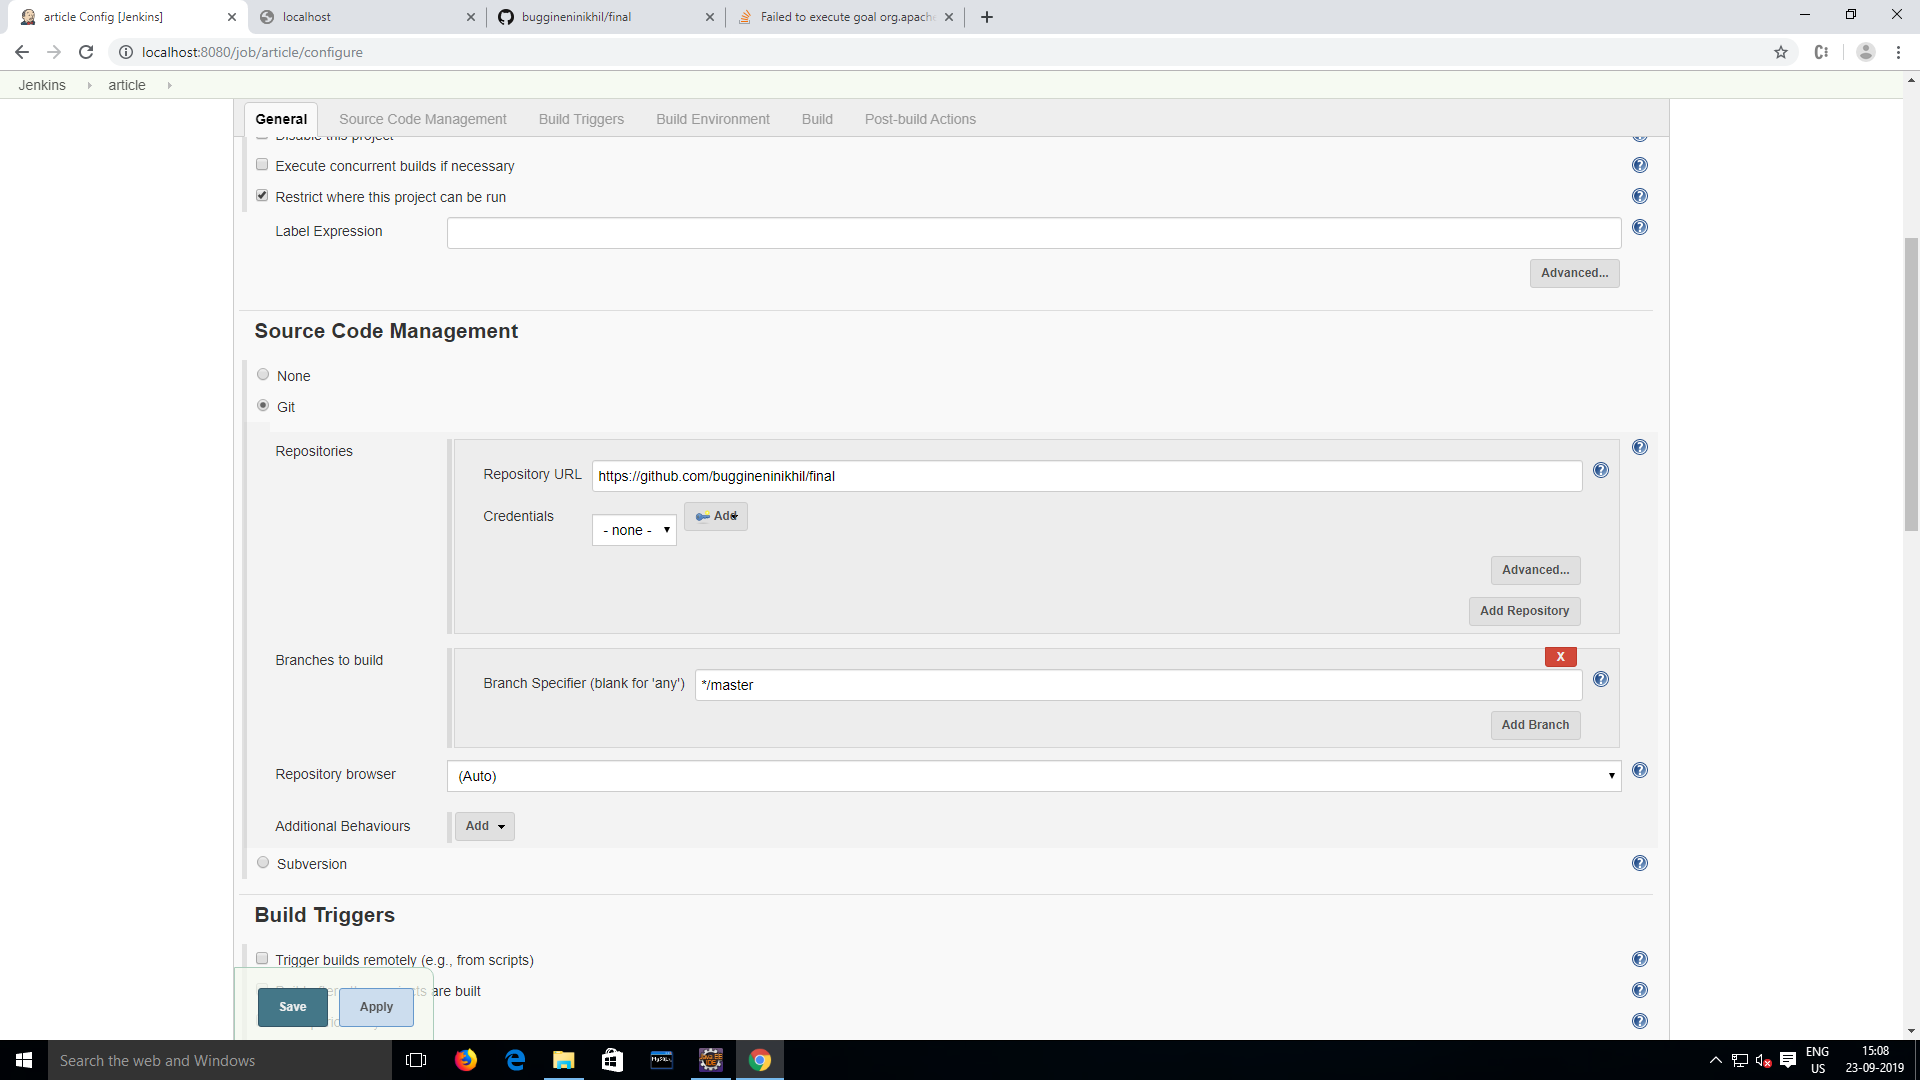 article Config [Jenkins]
localhost
buggineninikhil/final
Failed to execute goal org.apache
localhost:8080/job/article/configure
Jenkins
article
General
Source Code Management
Build Triggers
Build Environment
Build
Post-build Actions
Disable this project
Execute concurrent builds if necessary
Restrict where this project can be run
Label Expression
Advanced...
Source Code Management
None
Git
Repositories
Repository URL
https://github.com/buggineninikhil/final
Credentials
- none -
Add
Advanced...
Add Repository
Branches to build
X
Branch Specifier (blank for 'any')
*/master
Add Branch
Repository browser
(Auto)
Additional Behaviours
Add
Subversion
Build Triggers
Trigger builds remotely (e.g., from scripts)
are built
Save
Apply
Search the web and Windows
ENG
US
15:08
23-09-2019